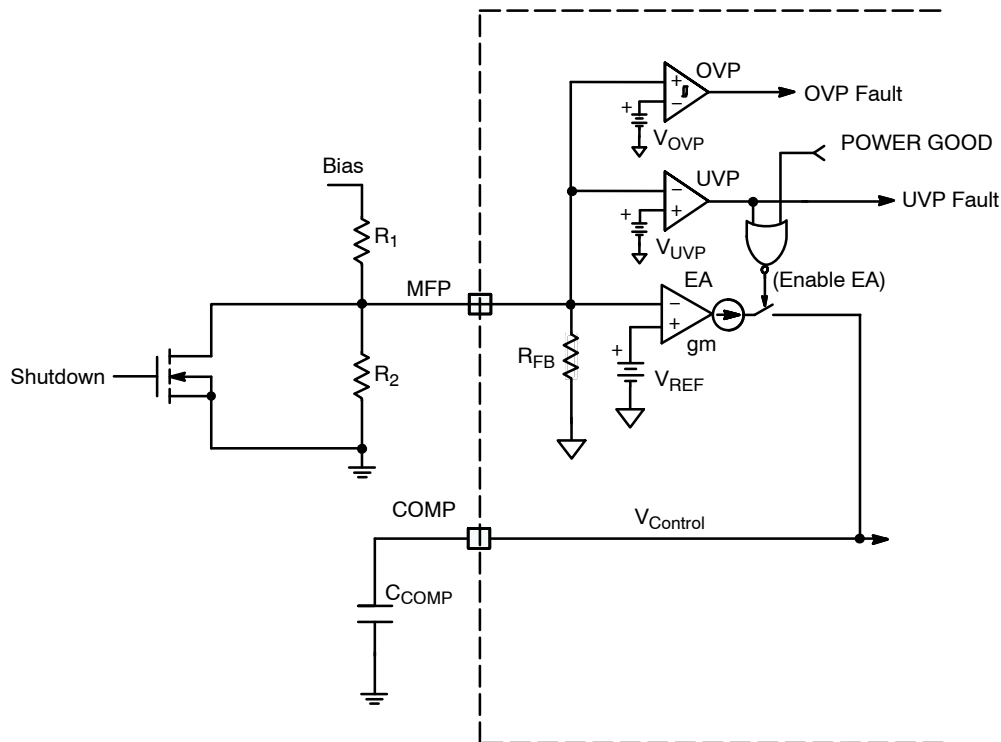 OVP
+
−
OVP Fault
+
V_OVP
POWER GOOD
Bias
UVP
−
+
UVP Fault
+
V_UVP
R_1
EA
(Enable EA)
MFP
−
+
gm
R_FB
+
V_REF
Shutdown
R_2
COMP
V_Control
C_COMP